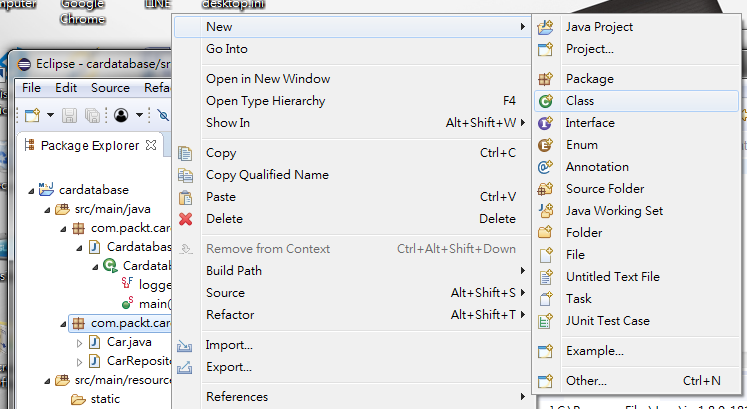 Google
Chrome
LINE
desktop.ini
Eclipse - cardatabase/sr
File Edit Source Refac
Package Explorer
cardatabase
src/main/java
com.packt.car
Cardatabas
Cardatab
logge
main(
com.packt.car
Car.java
CarReposito
src/main/resource
static
New
Go Into
Open in New Window
Open Type Hierarchy F4
Show In Alt+Shift+W
Copy Ctrl+C
Copy Qualified Name
Paste Ctrl+V
Delete Delete
Remove from Context Ctrl+Alt+Shift+Down
Build Path
Source Alt+Shift+S
Refactor Alt+Shift+T
Import...
Export...
References
Java Project
Project...
Package
Class
Interface
Enum
Annotation
Source Folder
Java Working Set
Folder
File
Untitled Text File
Task
JUnit Test Case
Example...
Other... Ctrl+N